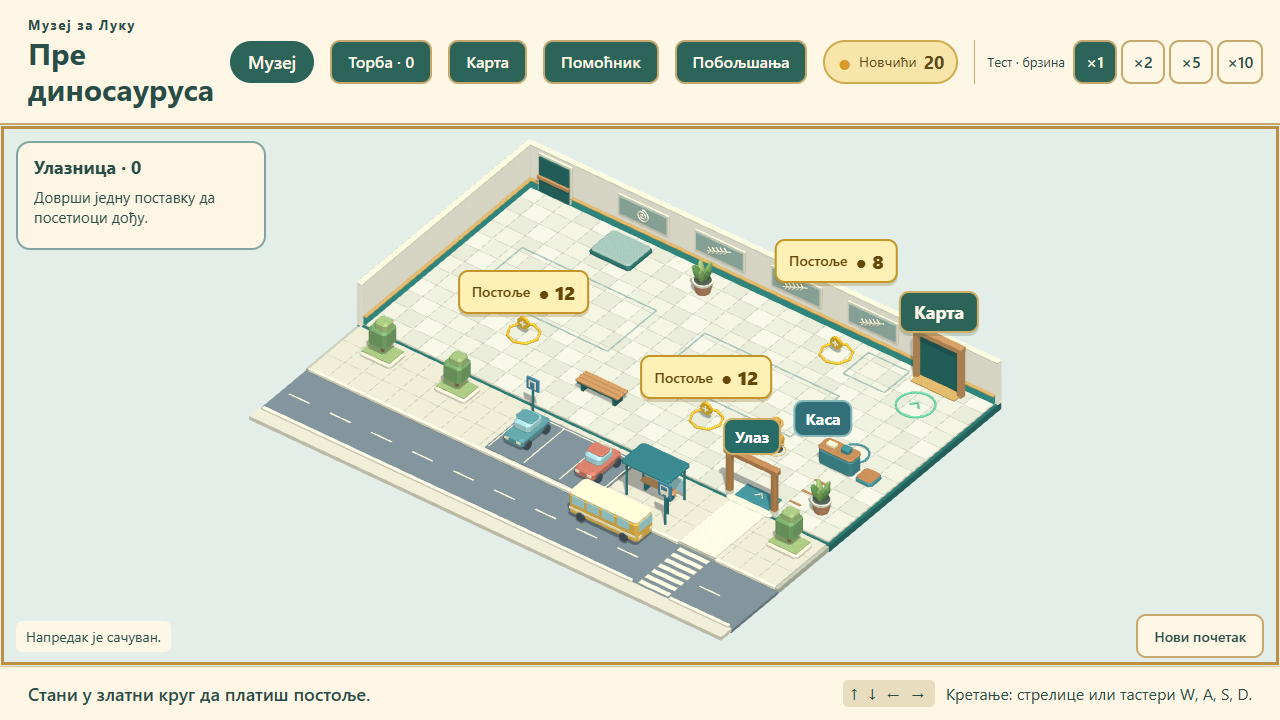 Музеј за Луку
Пре
диносауруса
Музеј
Торба · 0
Карта
Помоћник
Побољшања
Новчићи 20
Тест · брзина
×1
×2
×5
×10
Улазница · 0
Доврши једну поставку да
посетиоци дођу.
Постоље 8
Постоље 12
Карта
Постоље 12
Каса
Улаз
Напредак је сачуван.
Нови почетак
Стани у златни круг да платиш постоље.
↑ ↓ ← → Кретање: стрелице или тастери W, A, S, D.